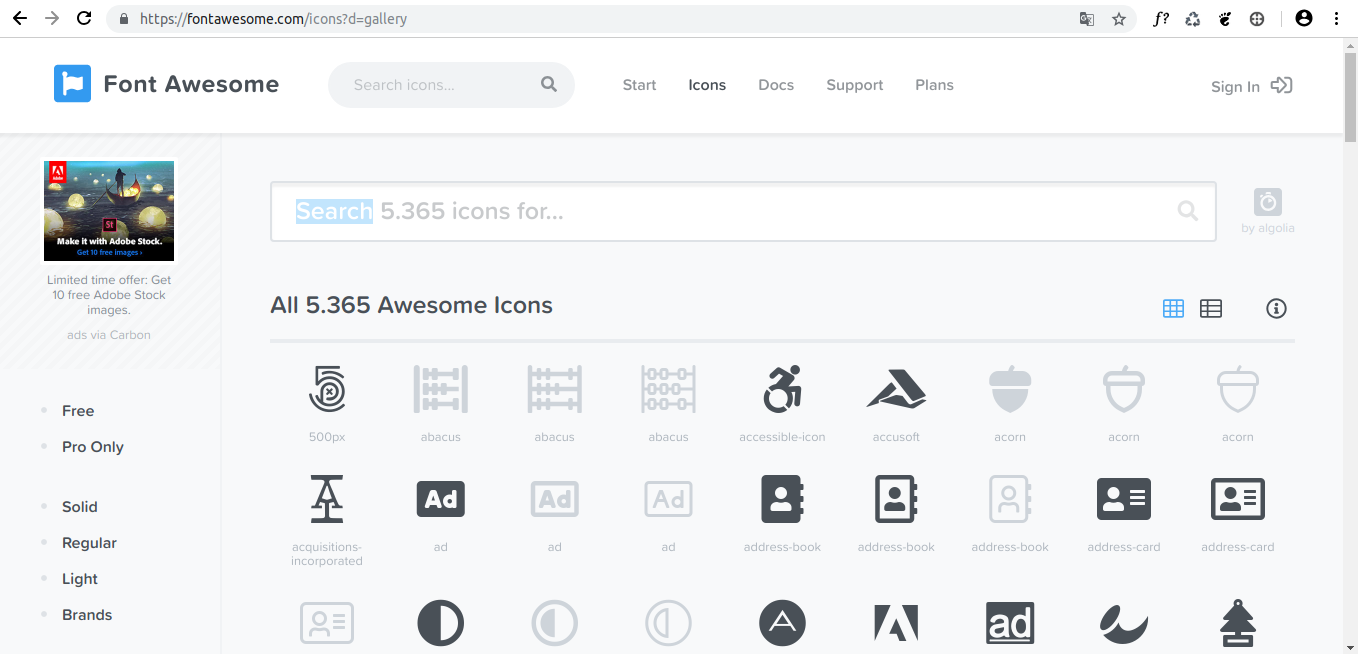 https://fontawesome.com/icons?d=gallery
f?
Font Awesome
Search icons...
Start
Icons
Docs
Support
Plans
Sign In
Adobe
St
Make it with Adobe Stock.
Get 10 free images ›
Limited time offer: Get
10 free Adobe Stock
images.
ads via Carbon
Search 5.365 icons for...
by algolia
All 5.365 Awesome Icons
Free
Pro Only
Solid
Regular
Light
Brands
5
500px
abacus
abacus
abacus
accessible-icon
accusoft
acorn
acorn
acorn
A
Ad
Ad
Ad
acquisitions-
incorporated
ad
ad
ad
address-book
address-book
address-book
address-card
address-card
ad